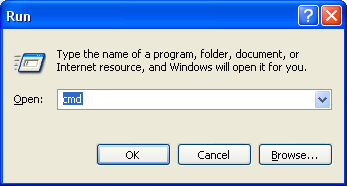 Run
Type the name of a program, folder, document, or
Internet resource, and Windows will open it for you.
Open: cmd
OK Cancel Browse...